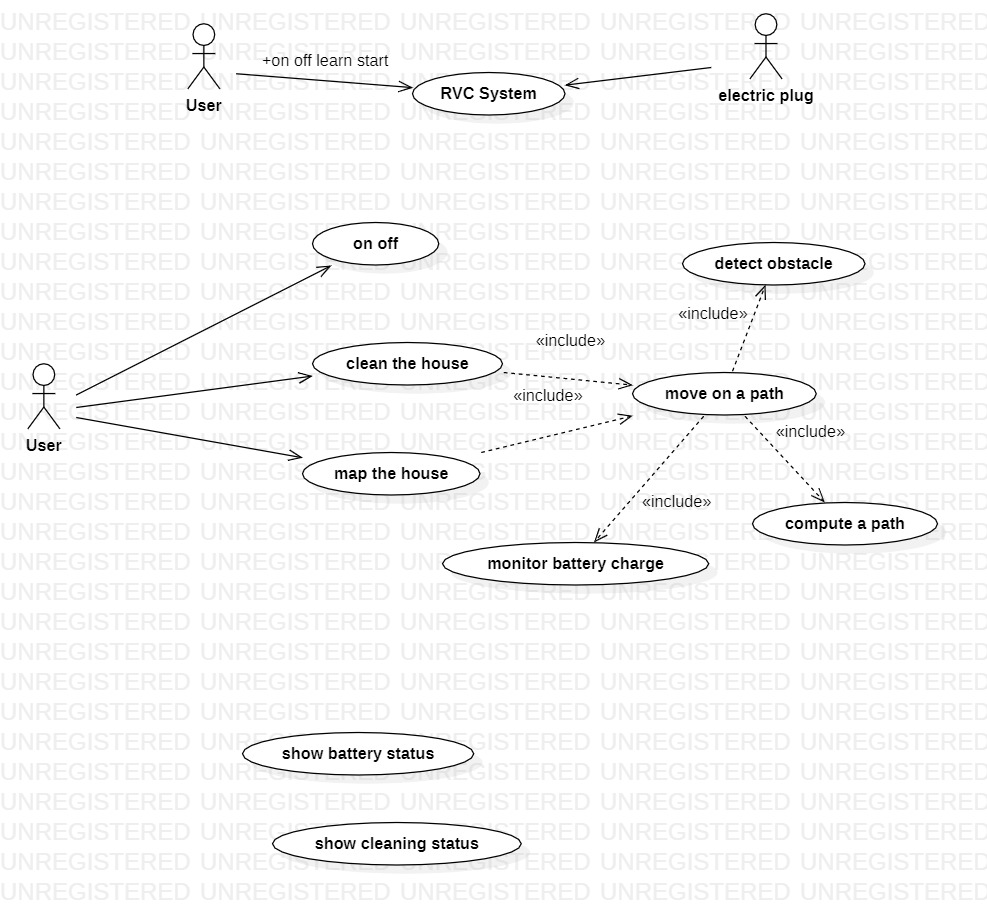 +on off learn start
User
RVC System
electric plug
on off
detect obstacle
«include»
«include»
clean the house
move on a path
«include»
User
«include»
map the house
«include»
compute a path
monitor battery charge
show battery status
show cleaning status
UNREGISTERED